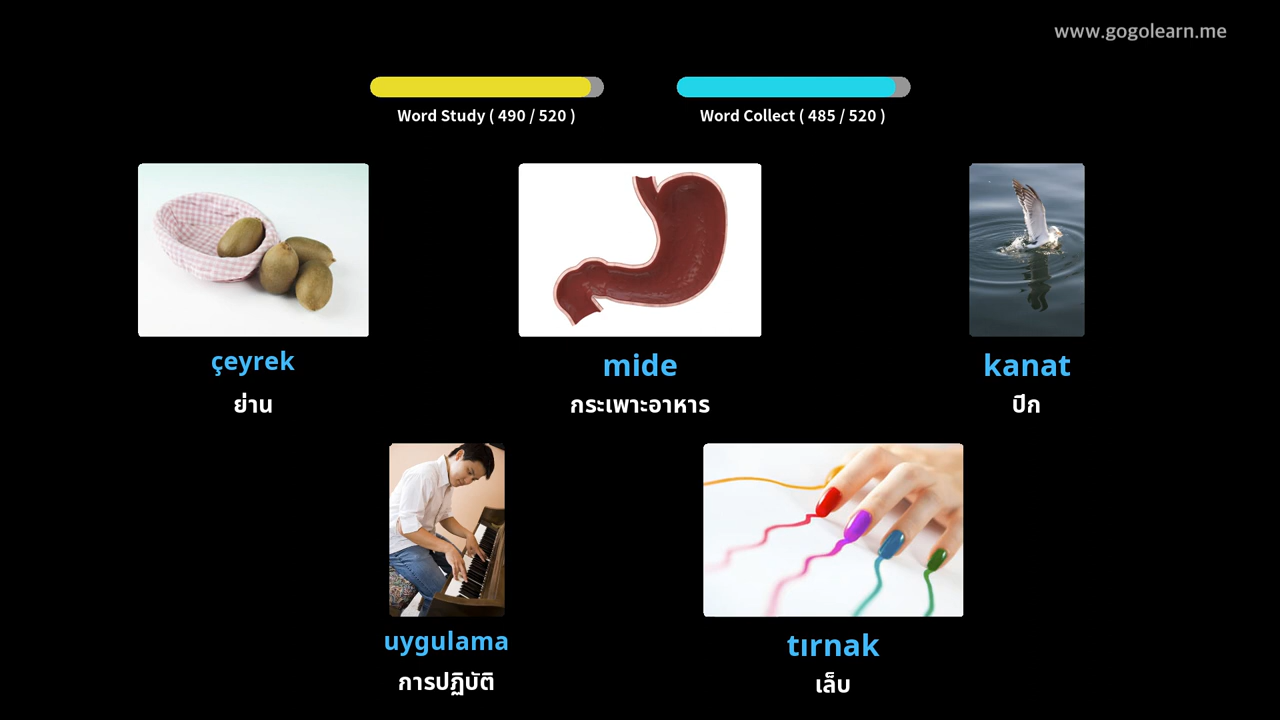 www.gogolearn.me
Word Study ( 490 / 520 )
Word Collect ( 485 / 520 )
çeyrek
ย่าน
mide
กระเพาะอาหาร
kanat
ปีก
uygulama
การปฏิบัติ
tırnak
เล็บ